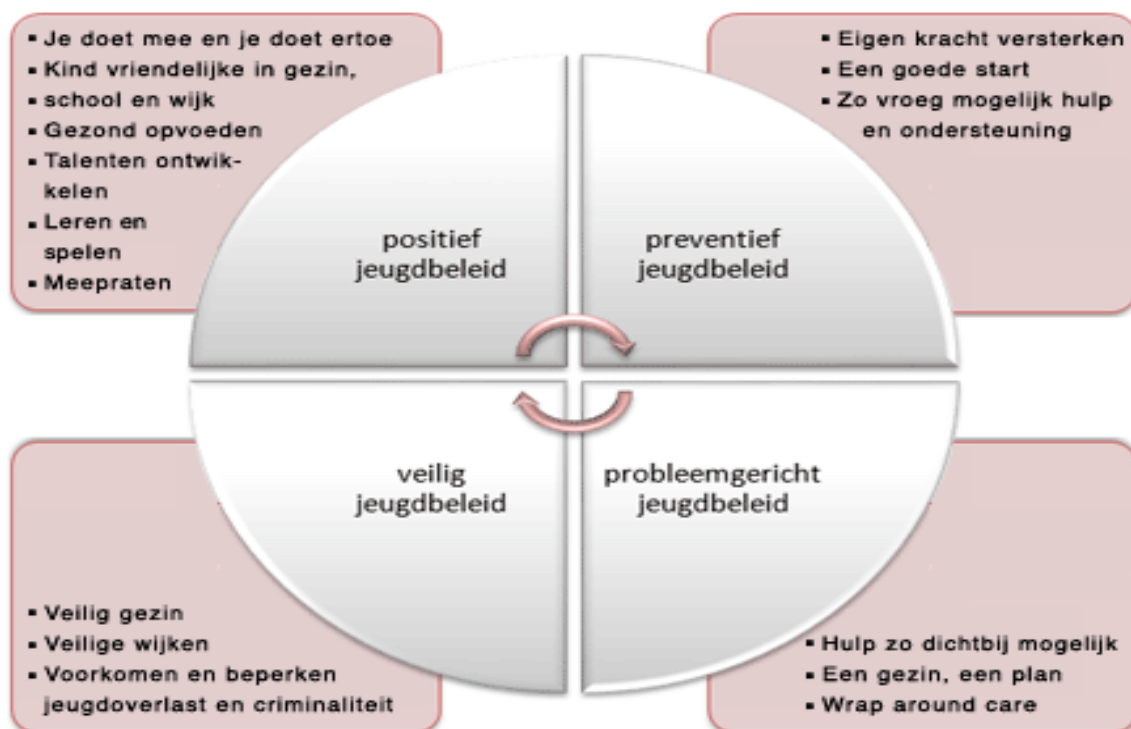 ▪ Je doet mee en je doet ertoe
▪ Kind vriendelijke in gezin,
▪ school en wijk
▪ Gezond opvoeden
▪ Talenten ontwik-
kelen
▪ Leren en
spelen
▪ Meepraten
▪ Eigen kracht versterken
▪ Een goede start
▪ Zo vroeg mogelijk hulp
en ondersteuning
positief
jeugdbeleid
preventief
jeugdbeleid
veilig
jeugdbeleid
probleemgericht
jeugdbeleid
▪ Veilig gezin
▪ Veilige wijken
▪ Voorkomen en beperken
jeugdoverlast en criminaliteit
▪ Hulp zo dichtbij mogelijk
▪ Een gezin, een plan
▪ Wrap around care